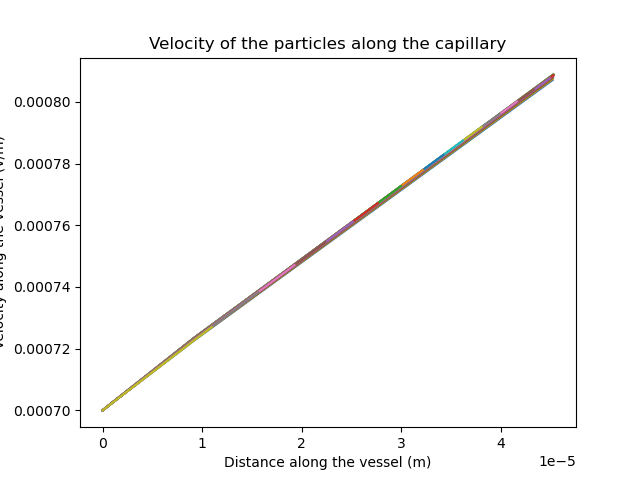 Velocity of the particles along the capillary
0.00080
0.00078
0.00076
0.00074
0.00072
0.00070
along the vessel
0 1 2 3 4
1e−5
Distance along the vessel (m)